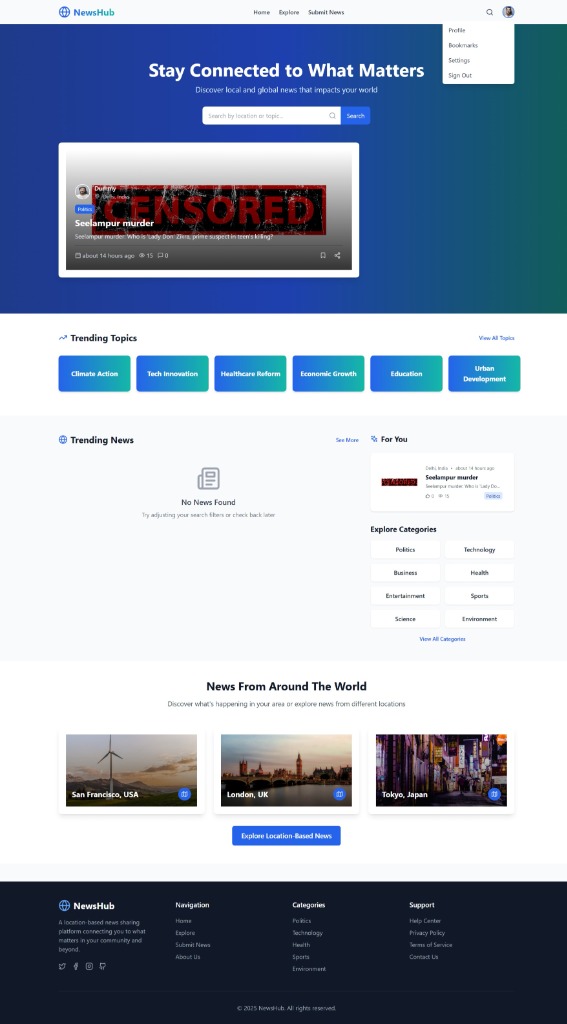 NewsHub
Home Explore Submit News
Profile
Bookmarks
Settings
Sign Out
Stay Connected to What Matters
Discover local and global news that impacts your world
Search by location or topic...
Search
CENSORED
Dummy
Delhi, India
Politics
Seelampur murder
Seelampur murder: Who is 'Lady Don' Zikra, prime suspect in teen's killing?
about 14 hours ago 15 0
Trending Topics
View All Topics
Climate Action
Tech Innovation
Healthcare Reform
Economic Growth
Education
Urban
Development
Trending News
See More
No News Found
Try adjusting your search filters or check back later
For You
Delhi, India • about 14 hours ago
Seelampur murder
Seelampur murder: Who is 'Lady Do...
0 15
Politics
Explore Categories
Politics
Technology
Business
Health
Entertainment
Sports
Science
Environment
View All Categories
News From Around The World
Discover what's happening in your area or explore news from different locations
San Francisco, USA
London, UK
Tokyo, Japan
Explore Location-Based News
NewsHub
A location-based news sharing
platform connecting you to what
matters in your community and
beyond.
Navigation
Home
Explore
Submit News
About Us
Categories
Politics
Technology
Health
Sports
Environment
Support
Help Center
Privacy Policy
Terms of Service
Contact Us
© 2025 NewsHub. All rights reserved.